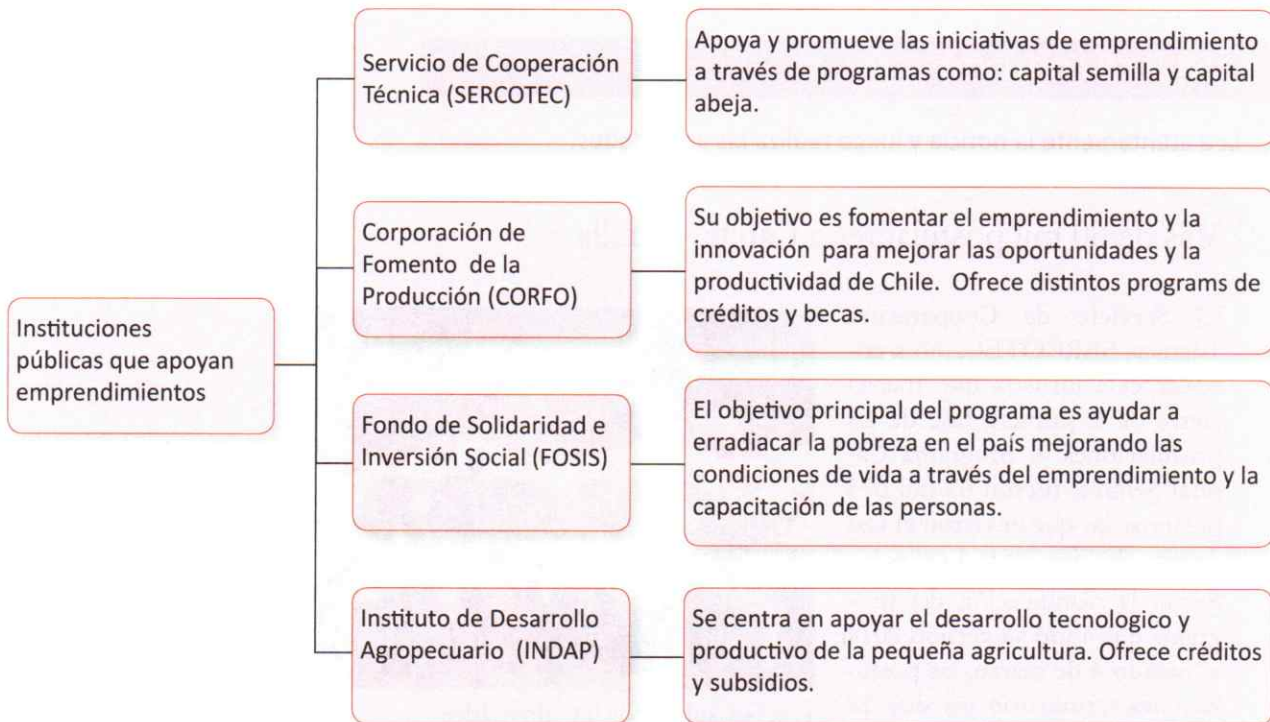 Instituciones
públicas que apoyan
emprendimientos
Servicio de Cooperación
Técnica (SERCOTEC)
Apoya y promueve las iniciativas de emprendimiento
a través de programas como: capital semilla y capital
abeja.
Corporación de
Fomento de la
Producción (CORFO)
Su objetivo es fomentar el emprendimiento y la
innovación para mejorar las oportunidades y la
productividad de Chile. Ofrece distintos programs de
créditos y becas.
Fondo de Solidaridad e
Inversión Social (FOSIS)
El objetivo principal del programa es ayudar a
erradiacar la pobreza en el país mejorando las
condiciones de vida a través del emprendimiento y la
capacitación de las personas.
Instituto de Desarrollo
Agropecuario (INDAP)
Se centra en apoyar el desarrollo tecnologico y
productivo de la pequeña agricultura. Ofrece créditos
y subsidios.